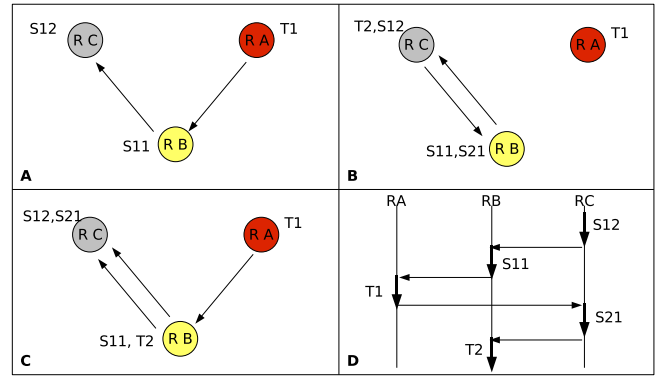 S12
R C
R A
T1
S11
R B
A
T2,S12
R C
T1
R A
S11,S21
R B
B
S12,S21
R C
R A
T1
S11, T2
R B
C
RA
RB
RC
S12
S11
T1
S21
T2
D